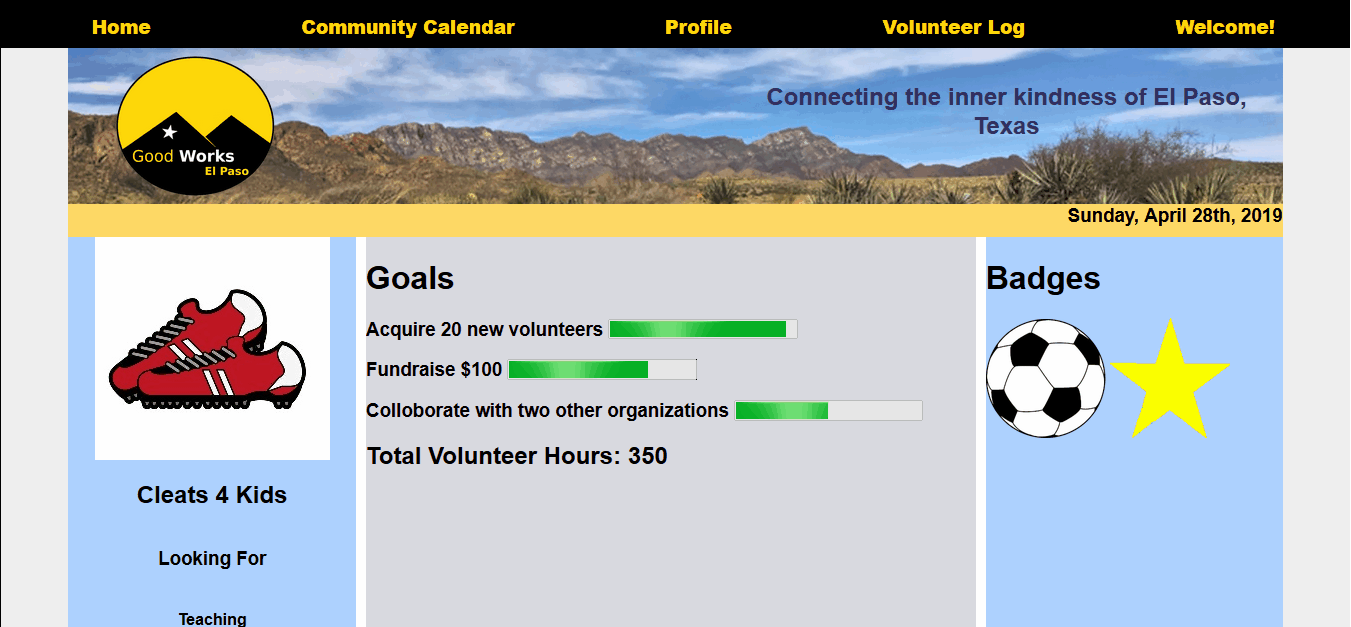 Home Community Calendar Profile Volunteer Log Welcome!
Good Works
El Paso
Connecting the inner kindness of El Paso,
Texas
Sunday, April 28th, 2019
Cleats 4 Kids
Looking For
Teaching
Goals
Acquire 20 new volunteers
Fundraise $100
Colloborate with two other organizations
Total Volunteer Hours: 350
Badges